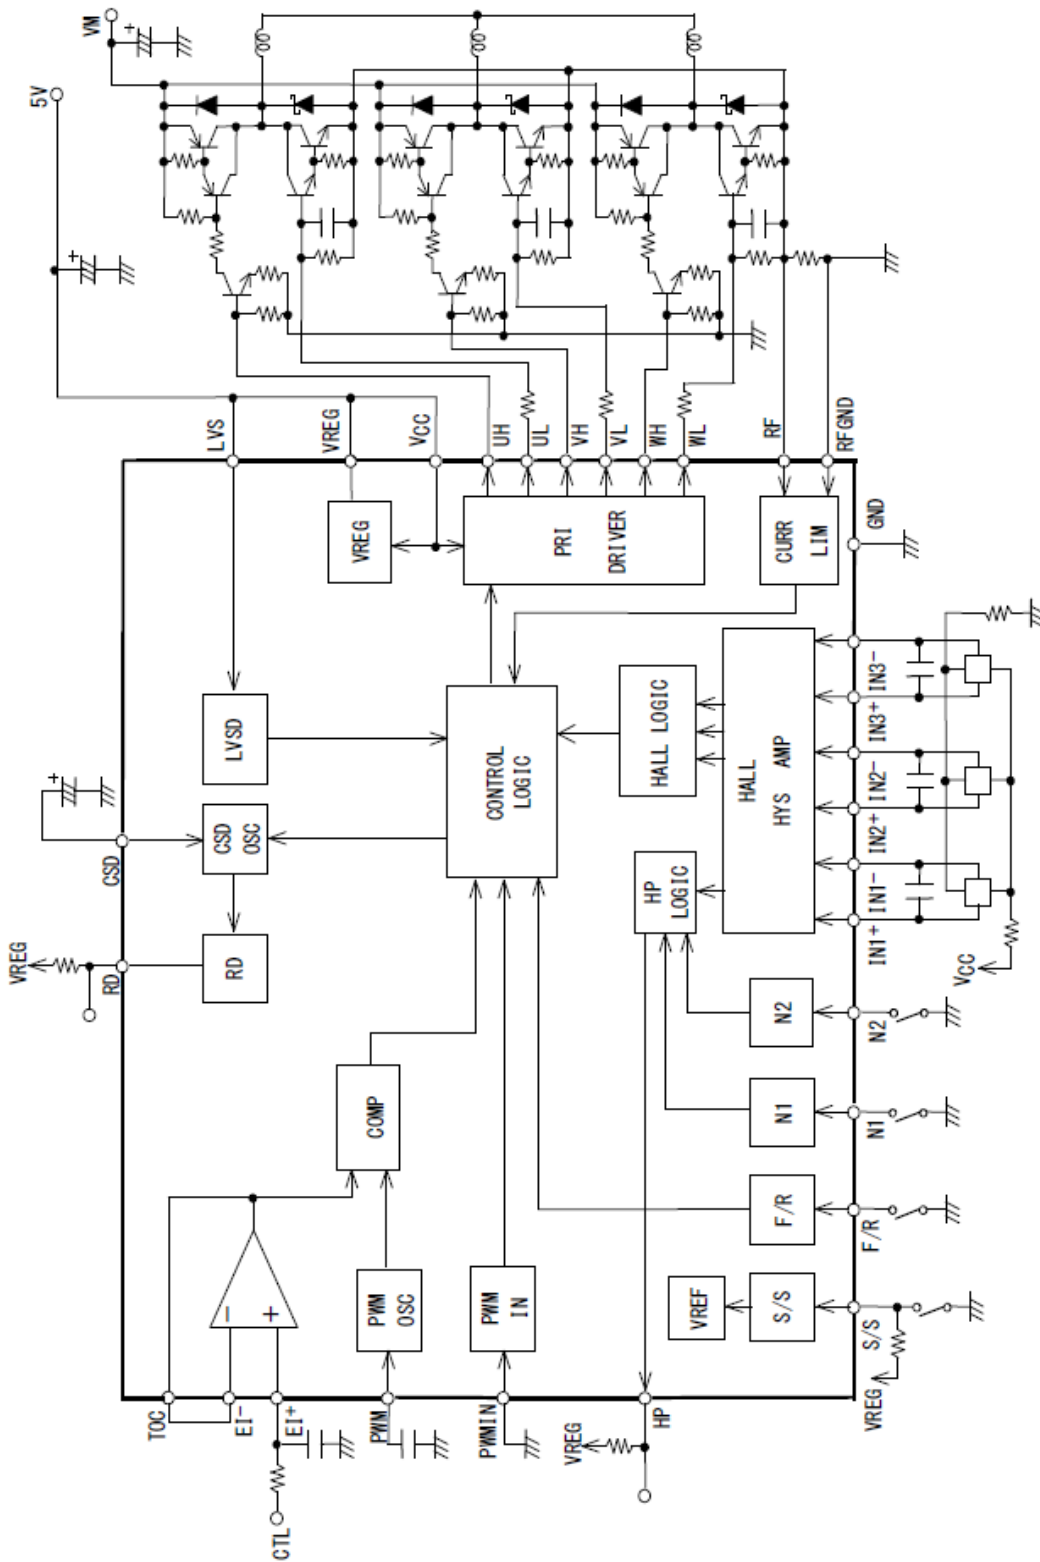 VM
5V
LVS
VREG
VCC
UH
UL
VH
VL
WH
WL
RF
RFGND
VREG
PRI
DRIVER
CURR
LIM
GND
CSD
LVSD
CSD
OSC
CONTROL
LOGIC
HALL LOGIC
HALL
HYS AMP
IN3-
IN3+
IN2-
IN2+
IN1-
IN1+
VCC
VREG
RD
RD
HP
LOGIC
COMP
N2
N2
N1
N1
F/R
F/R
-
+
PWM
OSC
PWM
IN
VREF
S/S
S/S
VREG
TOC
EI-
EI+
PWM
PWMIN
HP
VREG
CTL
+
+
+